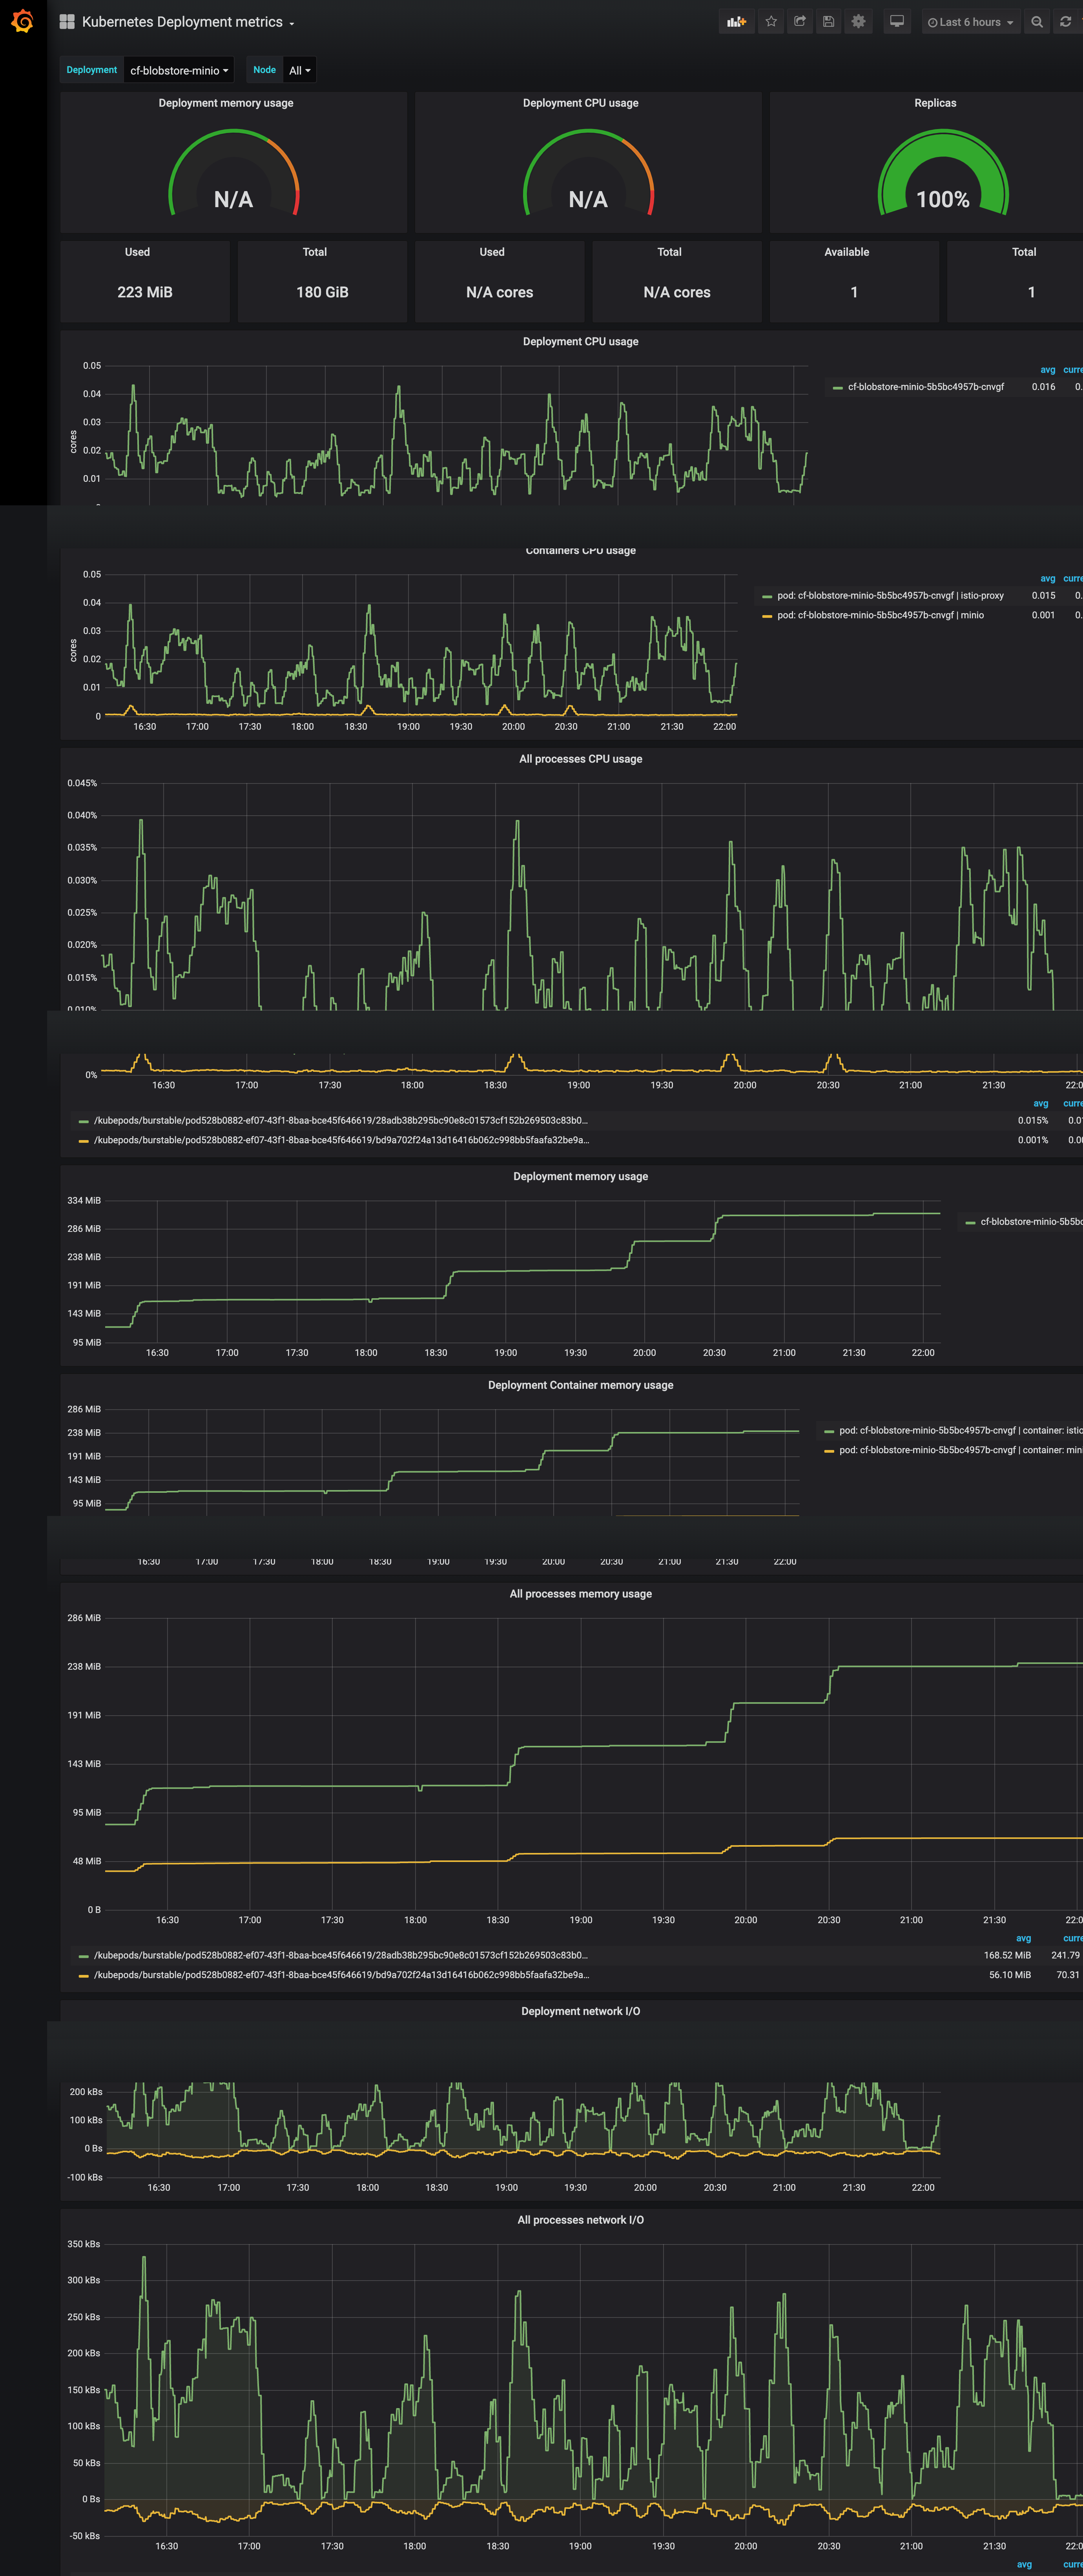 Kubernetes Deployment metrics
Last 6 hours
Deployment cf-blobstore-minio Node All
Deployment memory usage Deployment CPU usage Replicas
N/A N/A 100%
Used Total Used Total Available Total
223 MiB 180 GiB N/A cores N/A cores 1 1
Deployment CPU usage
avg curre
cf-blobstore-minio-5b5bc4957b-cnvgf 0.016 0.
0.05
0.04
0.03
0.02
0.01
cores
Containers CPU usage
avg curre
pod: cf-blobstore-minio-5b5bc4957b-cnvgf | istio-proxy 0.015 0.
pod: cf-blobstore-minio-5b5bc4957b-cnvgf | minio 0.001 0.
0.05
0.04
0.03
0.02
0.01
0
cores
16:30 17:00 17:30 18:00 18:30 19:00 19:30 20:00 20:30 21:00 21:30 22:00
All processes CPU usage
0.045%
0.040%
0.035%
0.030%
0.025%
0.020%
0.015%
0.010%
0%
16:30 17:00 17:30 18:00 18:30 19:00 19:30 20:00 20:30 21:00 21:30 22:0
avg curre
/kubepods/burstable/pod528b0882-ef07-43f1-8baa-bce45f646619/28adb38b295bc90e8c01573cf152b269503c83b0... 0.015% 0.0
/kubepods/burstable/pod528b0882-ef07-43f1-8baa-bce45f646619/bd9a702f24a13d16416b062c998bb5faafa32be9a... 0.001% 0.0
Deployment memory usage
334 MiB
286 MiB
238 MiB
191 MiB
143 MiB
95 MiB
16:30 17:00 17:30 18:00 18:30 19:00 19:30 20:00 20:30 21:00 21:30 22:00
cf-blobstore-minio-5b5bc
Deployment Container memory usage
286 MiB
238 MiB
191 MiB
143 MiB
95 MiB
pod: cf-blobstore-minio-5b5bc4957b-cnvgf | container: istio
pod: cf-blobstore-minio-5b5bc4957b-cnvgf | container: min
16:30 17:00 17:30 18:00 18:30 19:00 19:30 20:00 20:30 21:00 21:30 22:00
All processes memory usage
286 MiB
238 MiB
191 MiB
143 MiB
95 MiB
48 MiB
0 B
16:30 17:00 17:30 18:00 18:30 19:00 19:30 20:00 20:30 21:00 21:30 22:0
avg curre
/kubepods/burstable/pod528b0882-ef07-43f1-8baa-bce45f646619/28adb38b295bc90e8c01573cf152b269503c83b0... 168.52 MiB 241.79
/kubepods/burstable/pod528b0882-ef07-43f1-8baa-bce45f646619/bd9a702f24a13d16416b062c998bb5faafa32be9a... 56.10 MiB 70.31
Deployment network I/O
200 kBs
100 kBs
0 Bs
-100 kBs
16:30 17:00 17:30 18:00 18:30 19:00 19:30 20:00 20:30 21:00 21:30 22:00
All processes network I/O
350 kBs
300 kBs
250 kBs
200 kBs
150 kBs
100 kBs
50 kBs
0 Bs
-50 kBs
16:30 17:00 17:30 18:00 18:30 19:00 19:30 20:00 20:30 21:00 21:30 22:0
avg curre